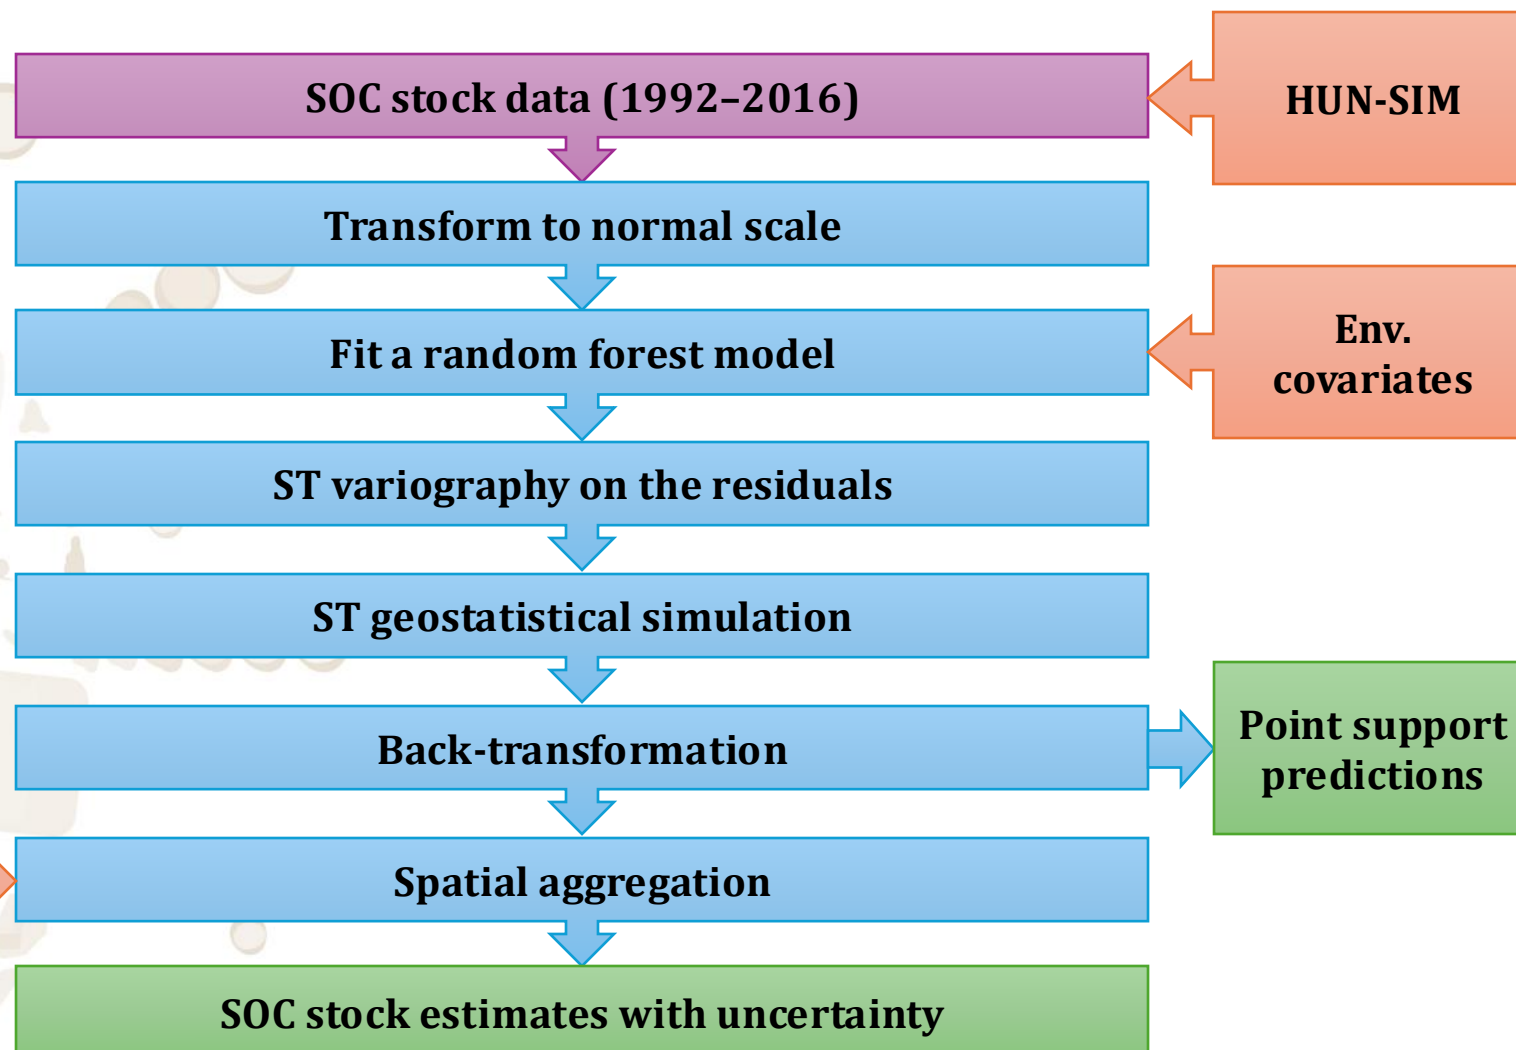 SOC stock data (1992–2016)
HUN-SIM
Transform to normal scale
Fit a random forest model
Env.
covariates
ST variography on the residuals
ST geostatistical simulation
Back-transformation
Point support
predictions
Spatial aggregation
SOC stock estimates with uncertainty